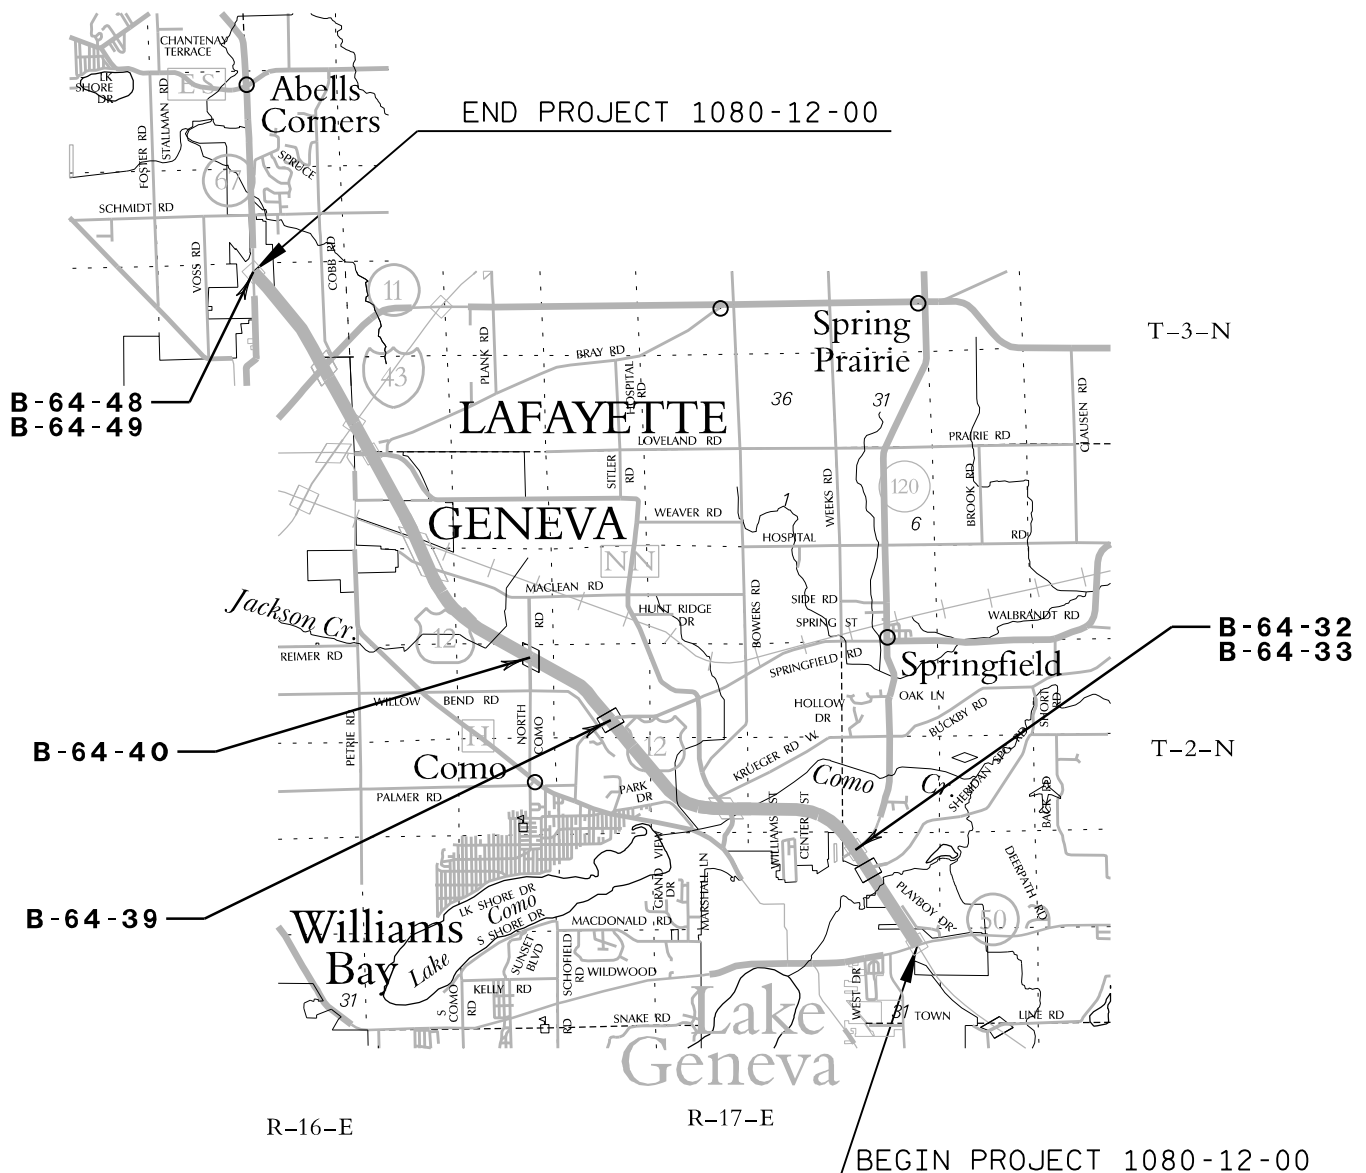 CHANTENAY
TERRACE
LK
SHORE
DR
STALLMAN RD
ES
Abells
Corners
END PROJECT 1080-12-00
FOSTER RD
SPRUCE
67
SCHMIDT RD
VOSS RD
COBB RD
11
Spring
Prairie
T-3-N
PLANK RD
BRAY RD
43
HOSPITAL
RD
36
31
CLAUSEN RD
B-64-48
B-64-49
LAFAYETTE
LOVELAND RD
PRAIRIE RD
SITLER
RD
WEEKS RD
120
BROOK RD
1
6
GENEVA
WEAVER RD
HOSPITAL
RD
NN
MACLEAN RD
Jackson Cr.
HUNT RIDGE
DR
BOWERS RD
SIDE RD
SPRING ST
WALBRANDT RD
B-64-32
B-64-33
12
RD
REIMER RD
SPRINGFIELD RD
Springfield
WILLOW BEND RD
HOLLOW
DR
OAK LN
BUCKBY RD
SHORT
RD
PETRIE RD
H
NORTH
COMO
12
KRUEGER RD W.
T-2-N
B-64-40
Como
Como Cr.
SHERIDAN SPG RD
BACK RD
PALMER RD
PARK
DR
WILLIAMS ST
CENTER ST
GRAND VIEW
DR
MARSHALL LN
DEERPATH RD
B-64-39
LK SHORE DR
Como
S SHORE DR
PLAYBOY DR
50
Williams
Bay
Lake
MACDONALD RD
SUNSET
BLVD
SCHOFIELD
RD
WILDWOOD
KELLY RD
31
S
COMO
RD
RD
SNAKE RD
Lake
Geneva
WEST DR
31
TOWN LINE RD
R-16-E
R-17-E
BEGIN PROJECT 1080-12-00